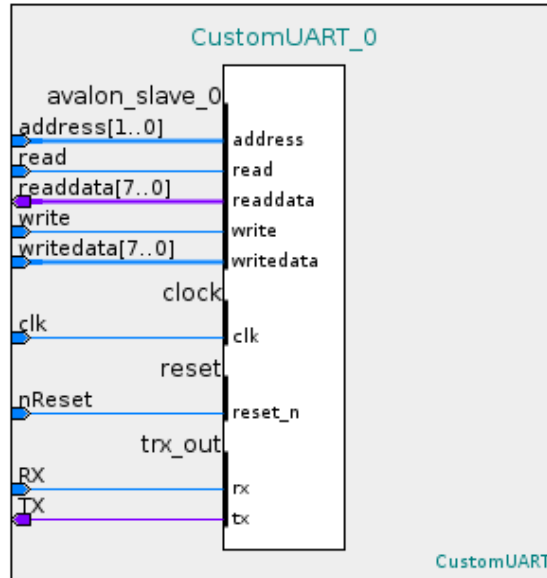 CustomUART_0
avalon_slave_0
address[1..0]
address
read
read
readdata[7..0]
readdata
write
write
writedata[7..0]
writedata
clock
clk
clk
reset
nReset
reset_n
trx_out
RX
rx
TX
tx
CustomUART